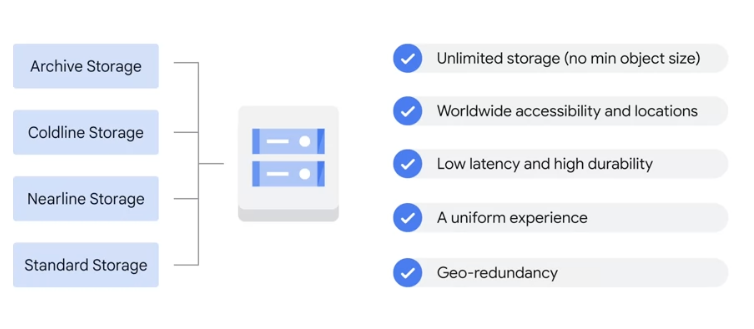 Archive Storage
Coldline Storage
Nearline Storage
Standard Storage
Unlimited storage (no min object size)
Worldwide accessibility and locations
Low latency and high durability
A uniform experience
Geo-redundancy